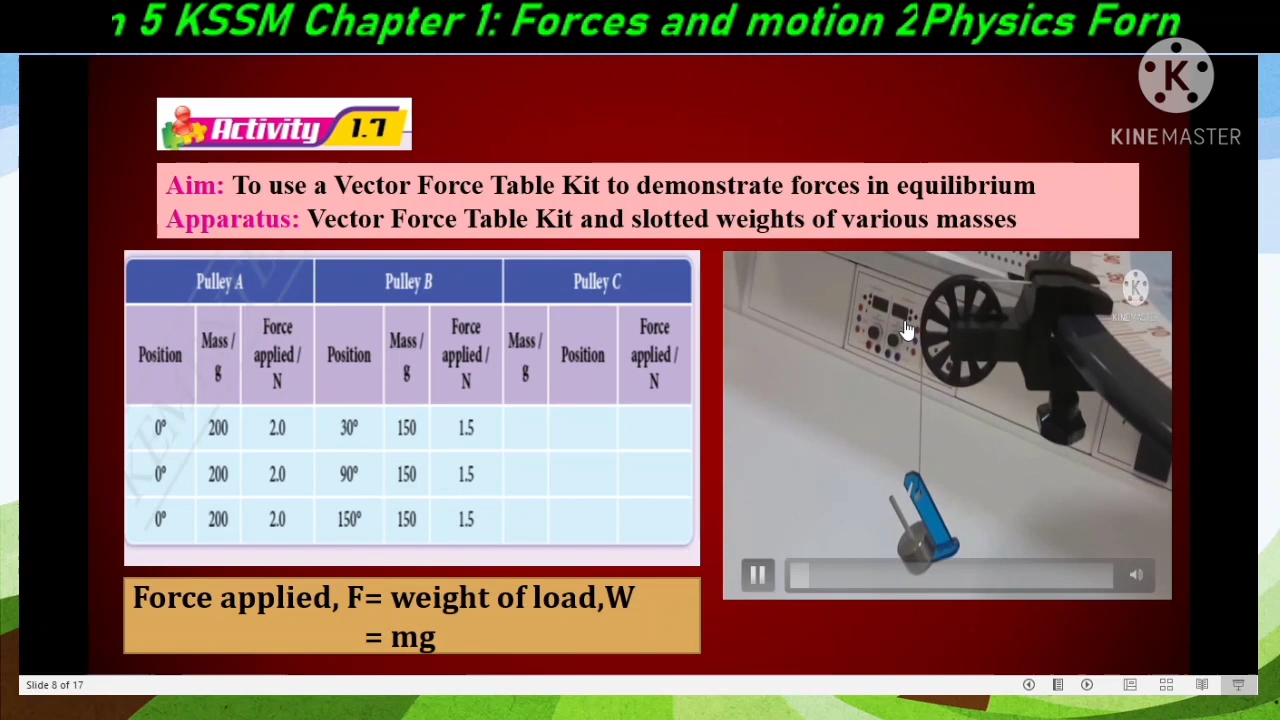 n 5 KSSM Chapter 1: Forces and motion 2Physics Forn
K
KINEMASTER
Activity 1.7
Aim: To use a Vector Force Table Kit to demonstrate forces in equilibrium
Apparatus: Vector Force Table Kit and slotted weights of various masses
Pulley A Pulley B Pulley C
Position Mass / g Force applied / N Position Mass / g Force applied / N Mass / g Position Force applied / N
0° 200 2.0 30° 150 1.5
0° 200 2.0 90° 150 1.5
0° 200 2.0 150° 150 1.5
K
KINEMASTER
Force applied, F= weight of load,W
= mg
Slide 8 of 17